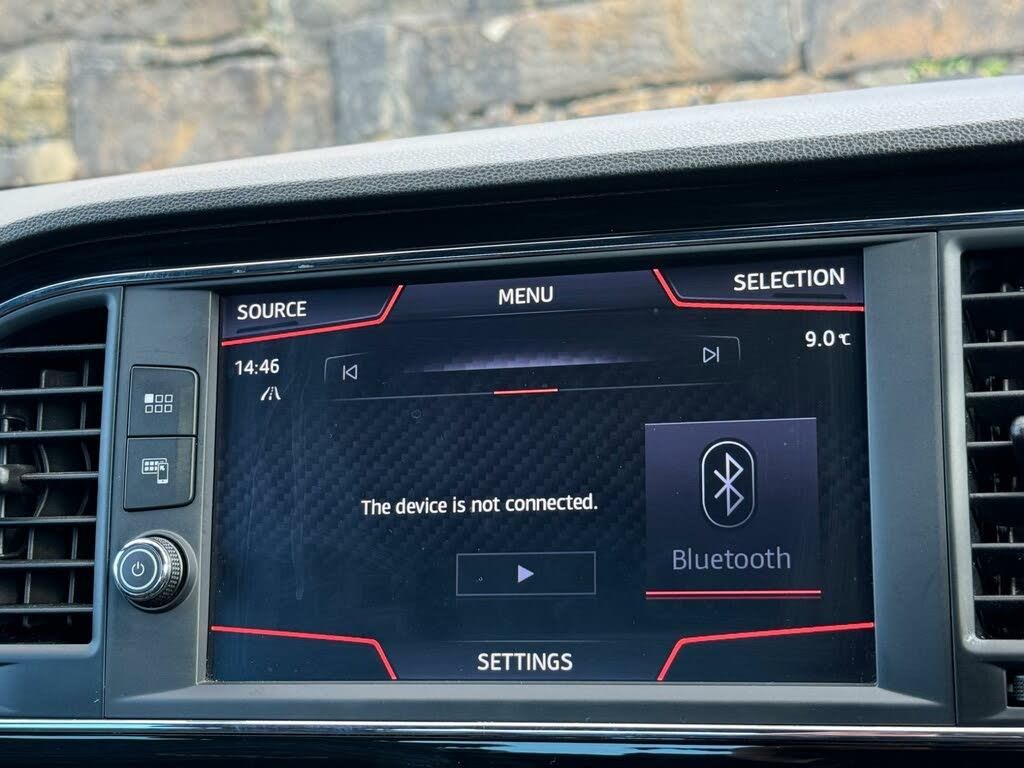 SOURCE
MENU
SELECTION
14:46
9.0°C
The device is not connected.
Bluetooth
SETTINGS